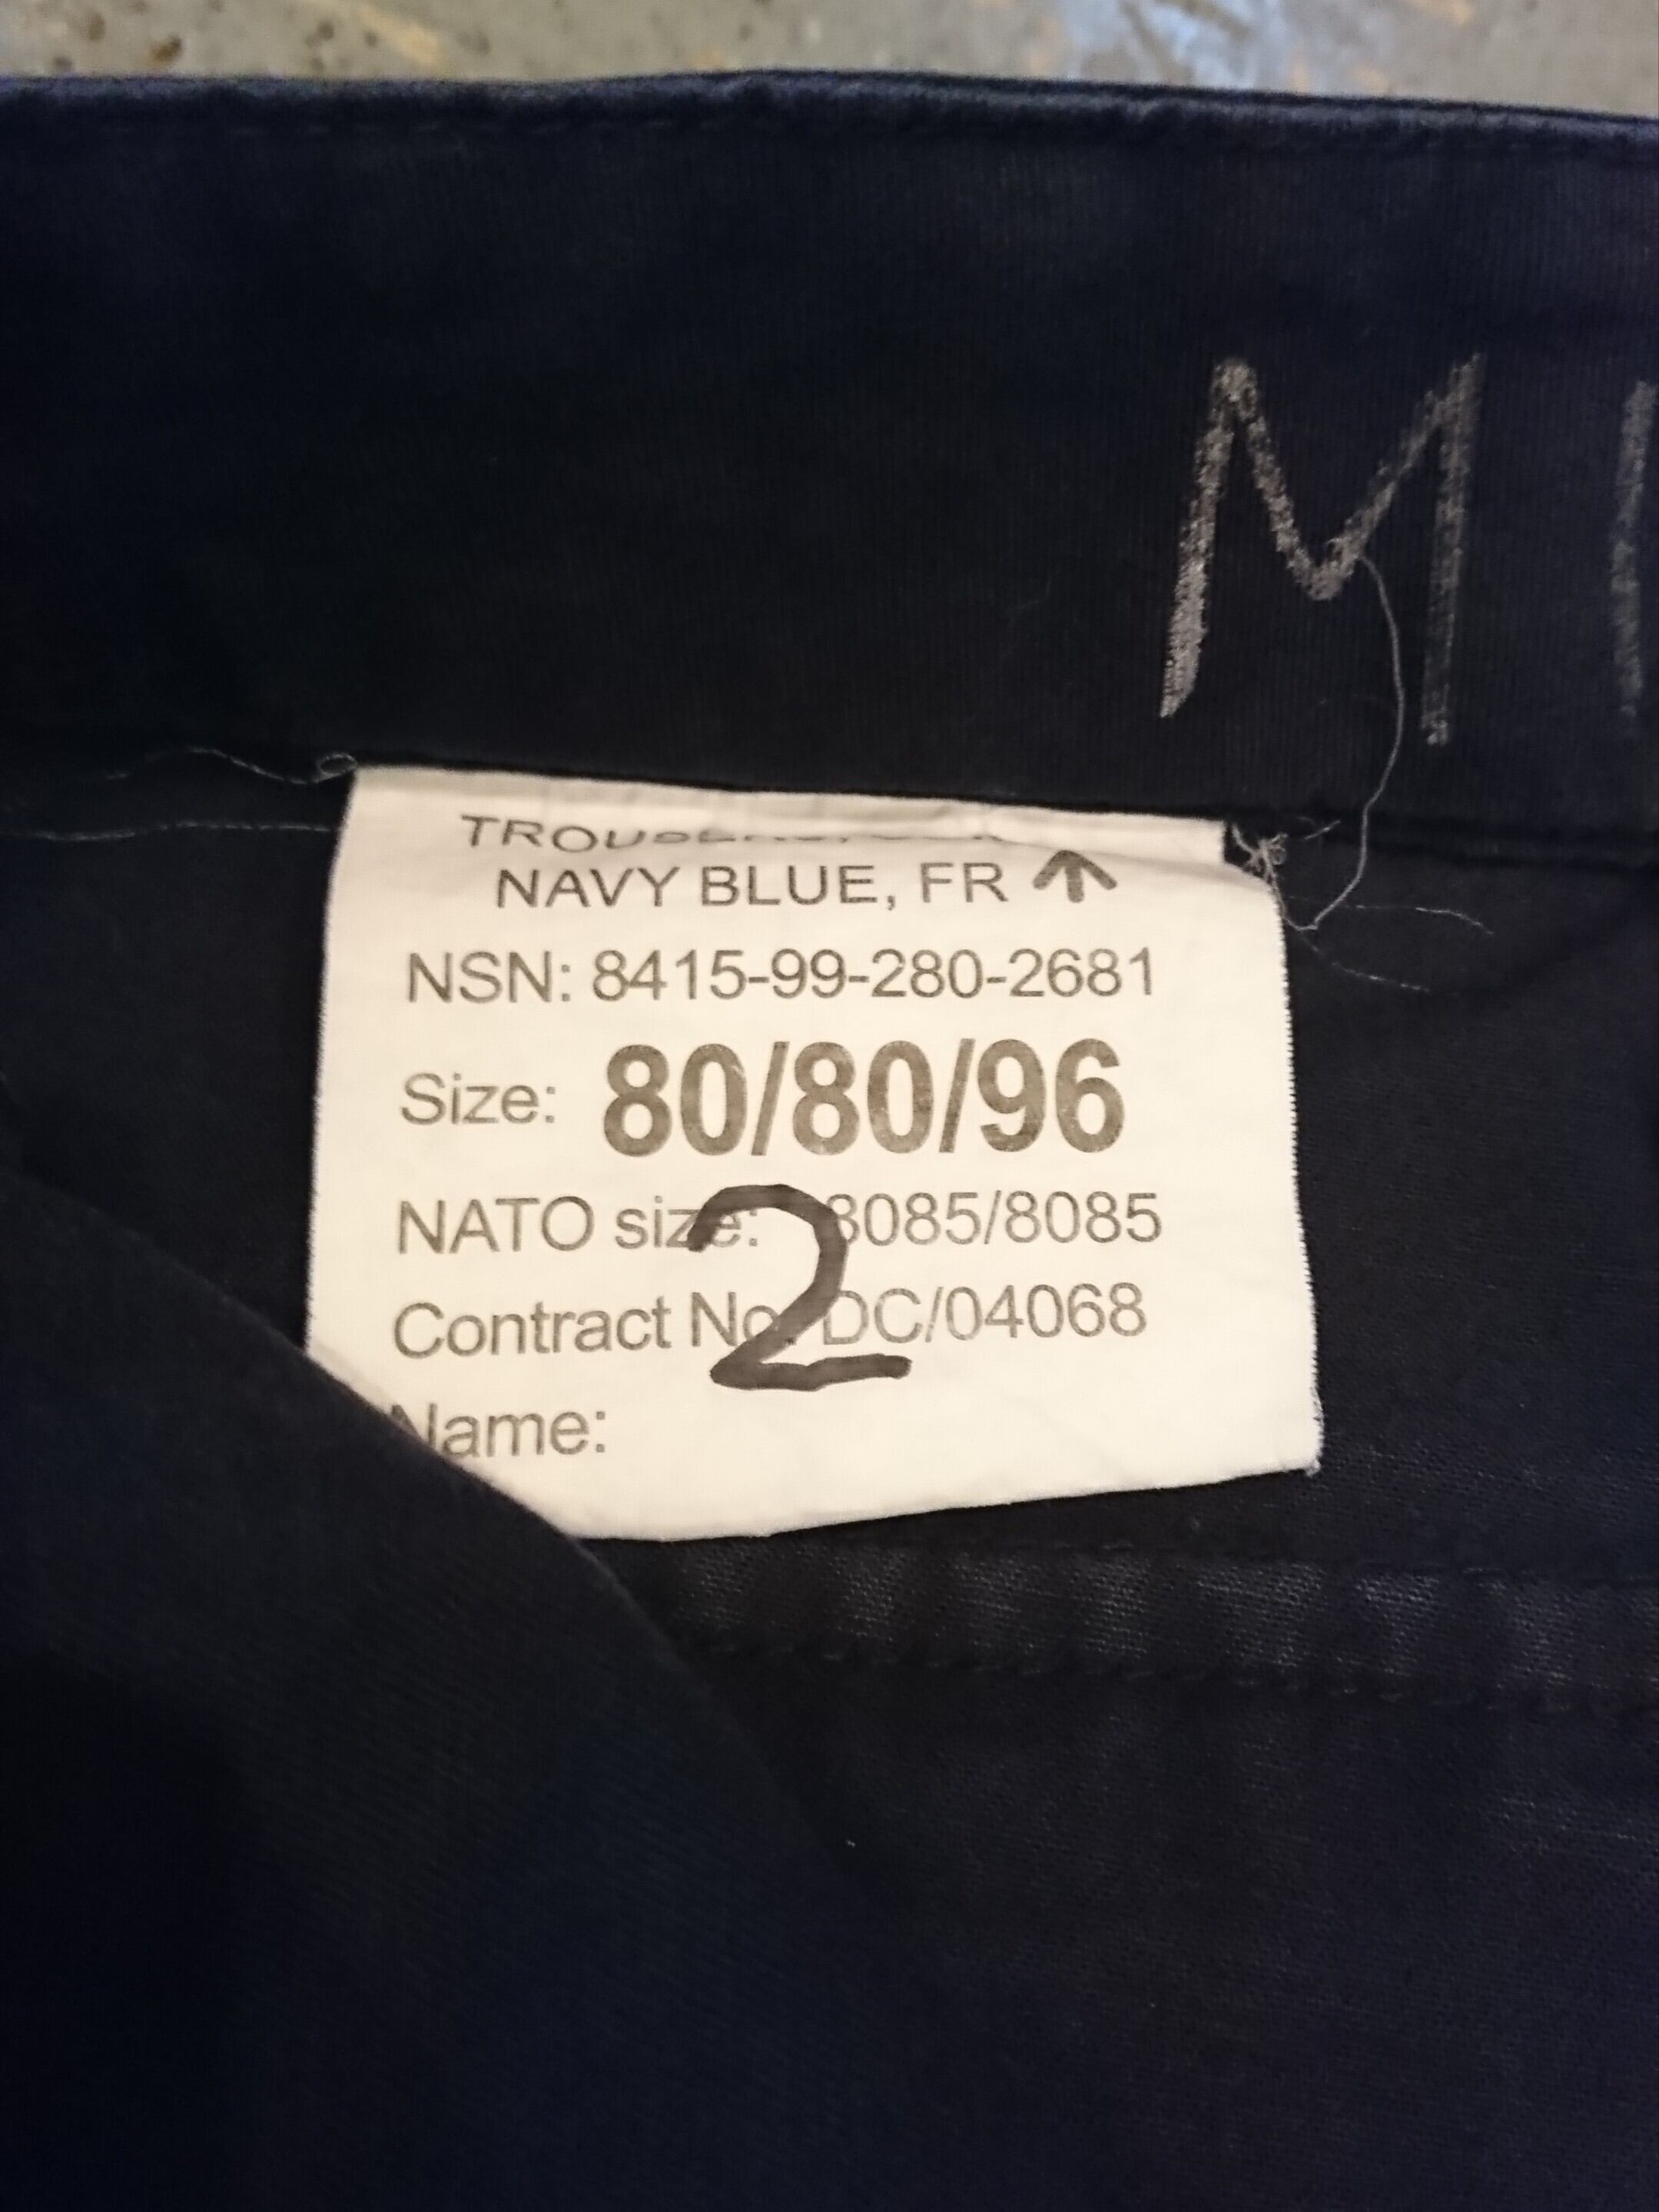 M
TROUSERS,
NAVY BLUE, FR
NSN: 8415-99-280-2681
Size: 80/80/96
NATO size: 8085/8085
2
Contract No: DC/04068
Name: